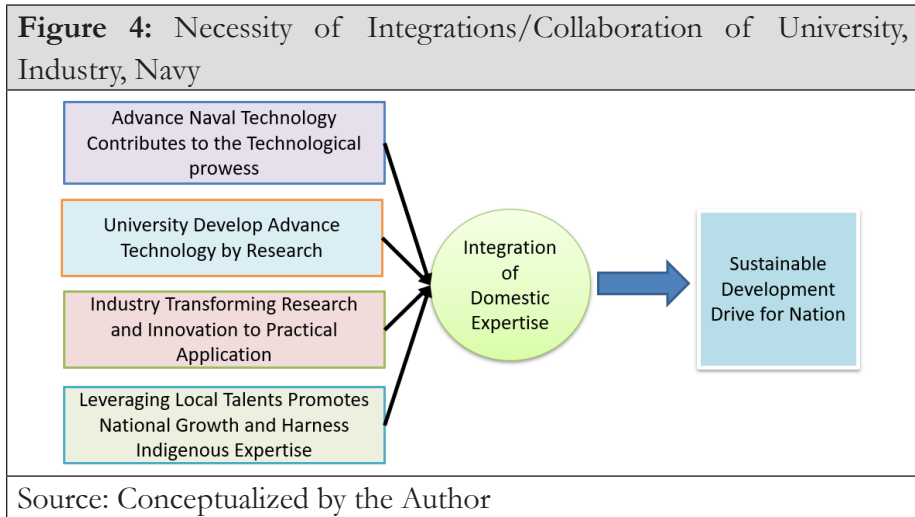 Figure 4: Necessity of Integrations/Collaboration of University,
Industry, Navy
Advance Naval Technology
Contributes to the Technological
prowess
University Develop Advance
Technology by Research
Industry Transforming Research
and Innovation to Practical
Application
Leveraging Local Talents Promotes
National Growth and Harness
Indigenous Expertise
Integration
of
Domestic
Expertise
Sustainable
Development
Drive for Nation
Source: Conceptualized by the Author